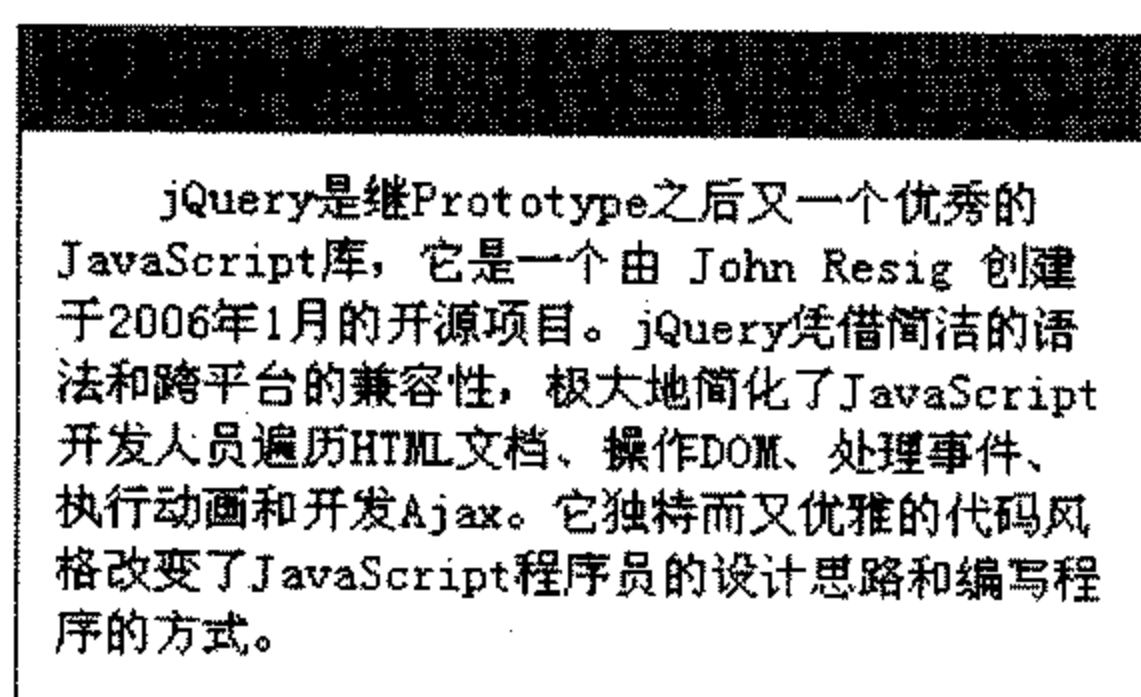 jQuery是继Prototype之后又一个优秀的
JavaScript库，它是一个由 John Resig 创建
于2006年1月的开源项目。jQuery凭借简洁的语
法和跨平台的兼容性，极大地简化了JavaScript
开发人员遍历HTML文档、操作DOM、处理事件、
执行动画和开发Ajax。它独特而又优雅的代码风
格改变了JavaScript程序员的设计思路和编写程
序的方式。